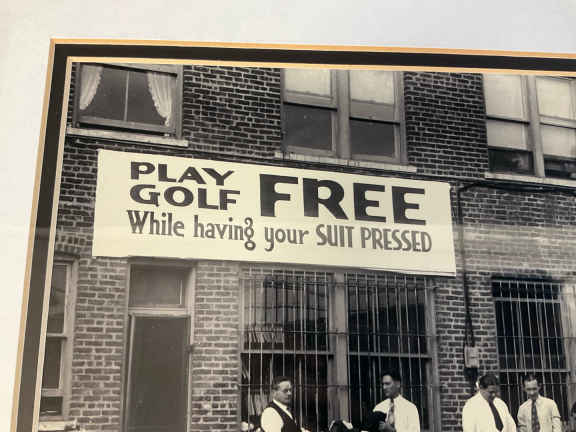 PLAY GOLF FREE
While having your SUIT PRESSED